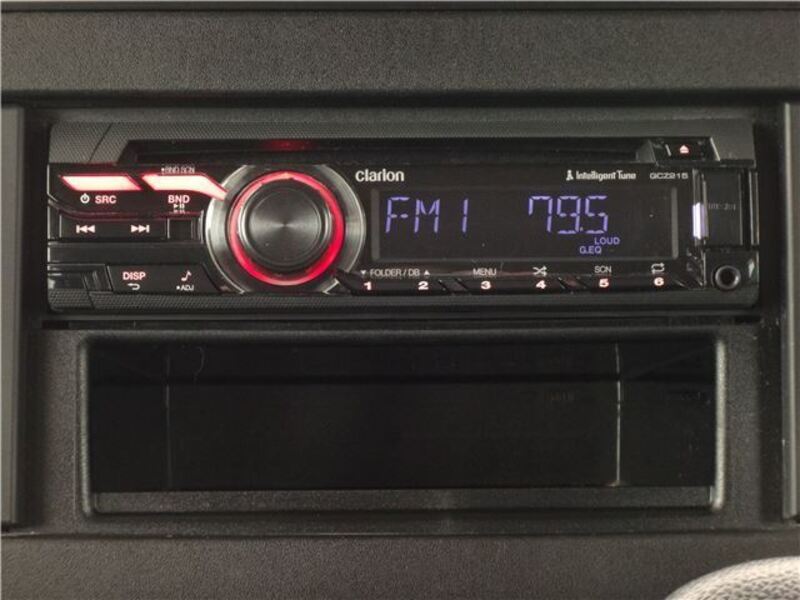 clarion
Intelligent Tune
QCZ215
BND SCN
SRC
BND
FM1 79.5
LOUD
G.EQ
DISP
ADJ
FOLDER / DB
MENU
SCN
1 2 3 4 5 6